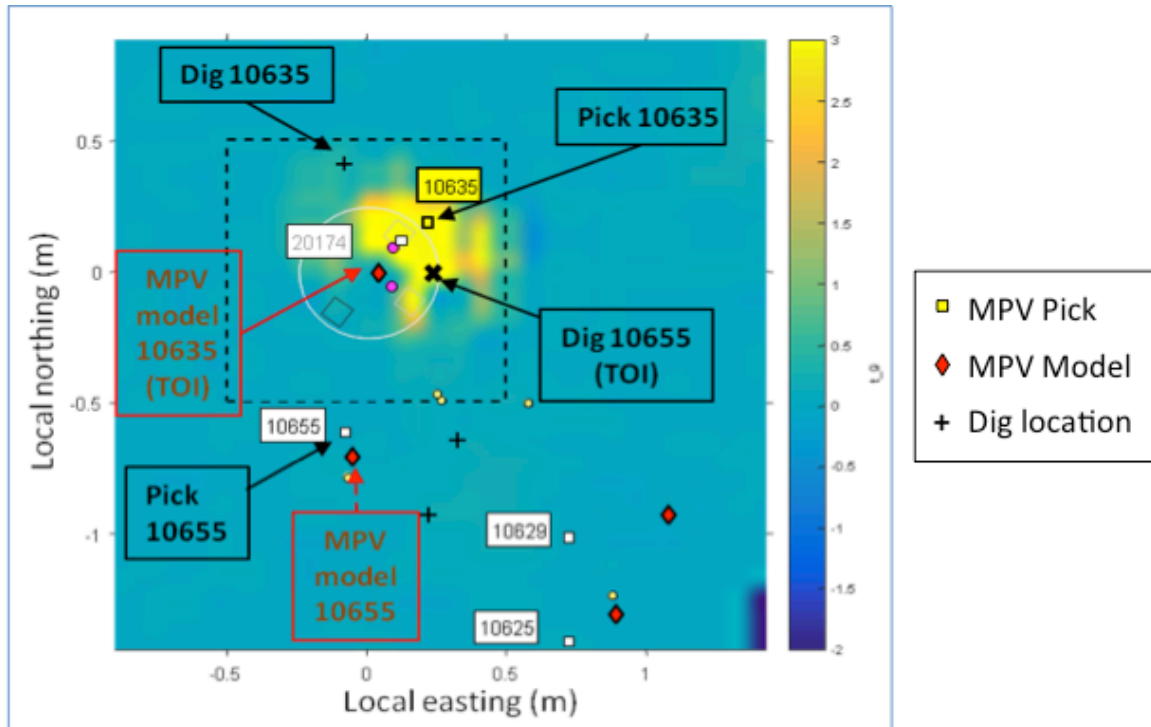 Dig 10635
Pick 10635
10635
20174
MPV
model
10635
(TOI)
Dig 10655
(TOI)
10655
Pick
10655
MPV
model
10655
10629
10625
0.5
0
-0.5
-1
Local northing (m)
-0.5
0
0.5
1
Local easting (m)
3
2.5
2
1.5
1
0.5
0
-0.5
-1
-1.5
-2
MPV Pick
MPV Model
Dig location